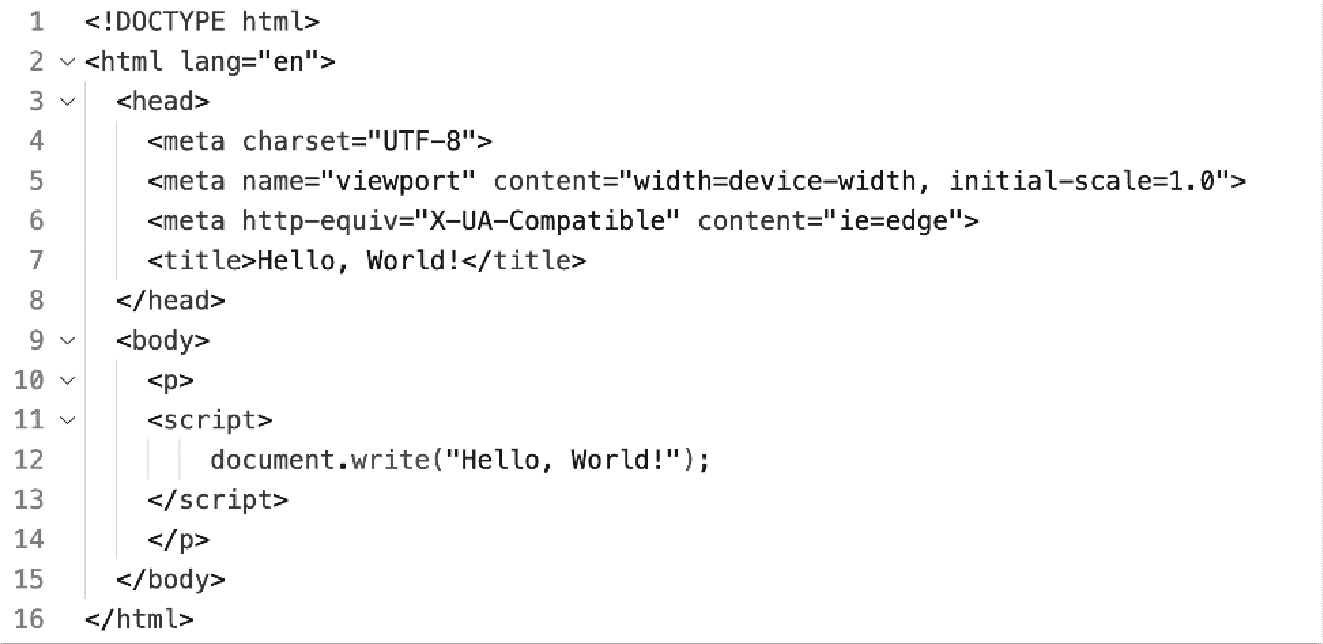 1 <!DOCTYPE html>
2 <html lang="en">
3 <head>
4 <meta charset="UTF-8">
5 <meta name="viewport" content="width=device-width, initial-scale=1.0">
6 <meta http-equiv="X-UA-Compatible" content="ie=edge">
7 <title>Hello, World!</title>
8 </head>
9 <body>
10 <p>
11 <script>
12 document.write("Hello, World!");
13 </script>
14 </p>
15 </body>
16 </html>